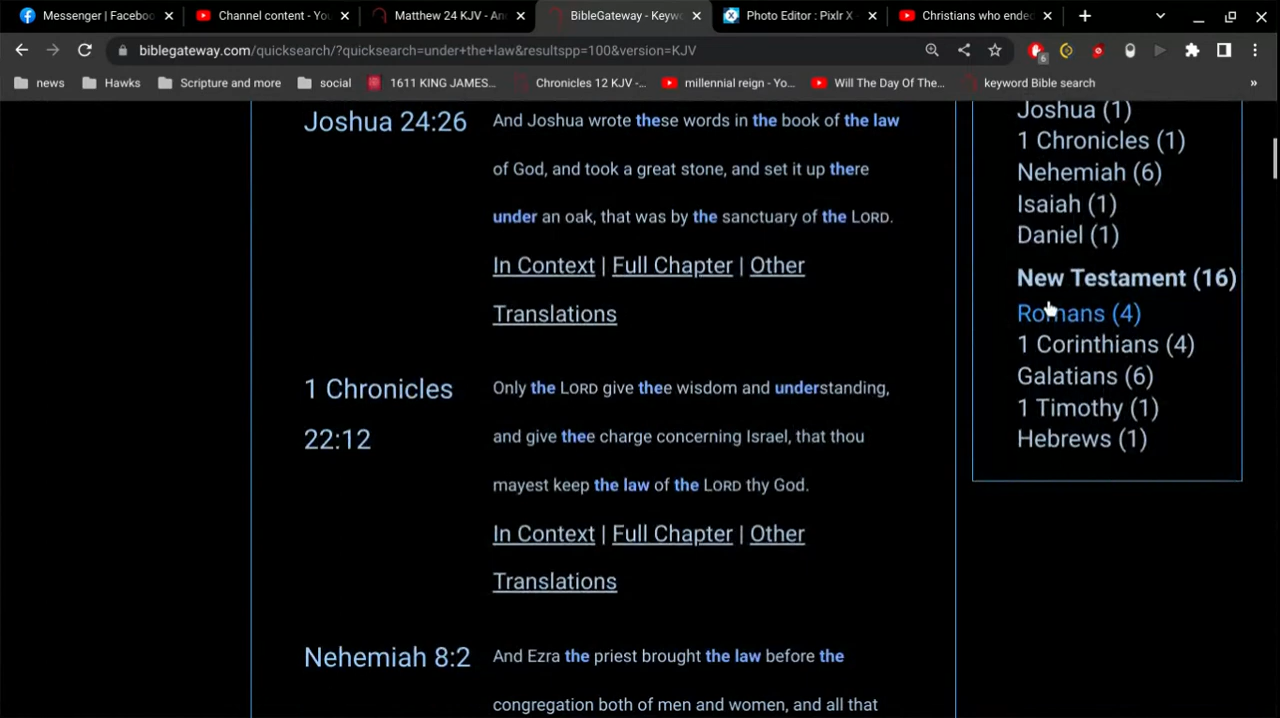 Messenger | Faceboo
Channel content - You
Matthew 24 KJV - And
BibleGateway - Keywo
Photo Editor : Pixlr X -
Christians who ended
biblegateway.com/quicksearch/?quicksearch=under+the+law&resultspp=100&version=KJV
6
news
Hawks
Scripture and more
social
1611 KING JAMES...
Chronicles 12 KJV -...
millennial reign - Yo...
Will The Day Of The...
keyword Bible search
»
Joshua 24:26
And Joshua wrote these words in the book of the law
of God, and took a great stone, and set it up there
under an oak, that was by the sanctuary of the LORD.
In Context | Full Chapter | Other
Translations
1 Chronicles
22:12
Only the LORD give thee wisdom and understanding,
and give thee charge concerning Israel, that thou
mayest keep the law of the LORD thy God.
In Context | Full Chapter | Other
Translations
Nehemiah 8:2
And Ezra the priest brought the law before the
congregation both of men and women, and all that
Joshua (1)
1 Chronicles (1)
Nehemiah (6)
Isaiah (1)
Daniel (1)
New Testament (16)
Romans (4)
1 Corinthians (4)
Galatians (6)
1 Timothy (1)
Hebrews (1)